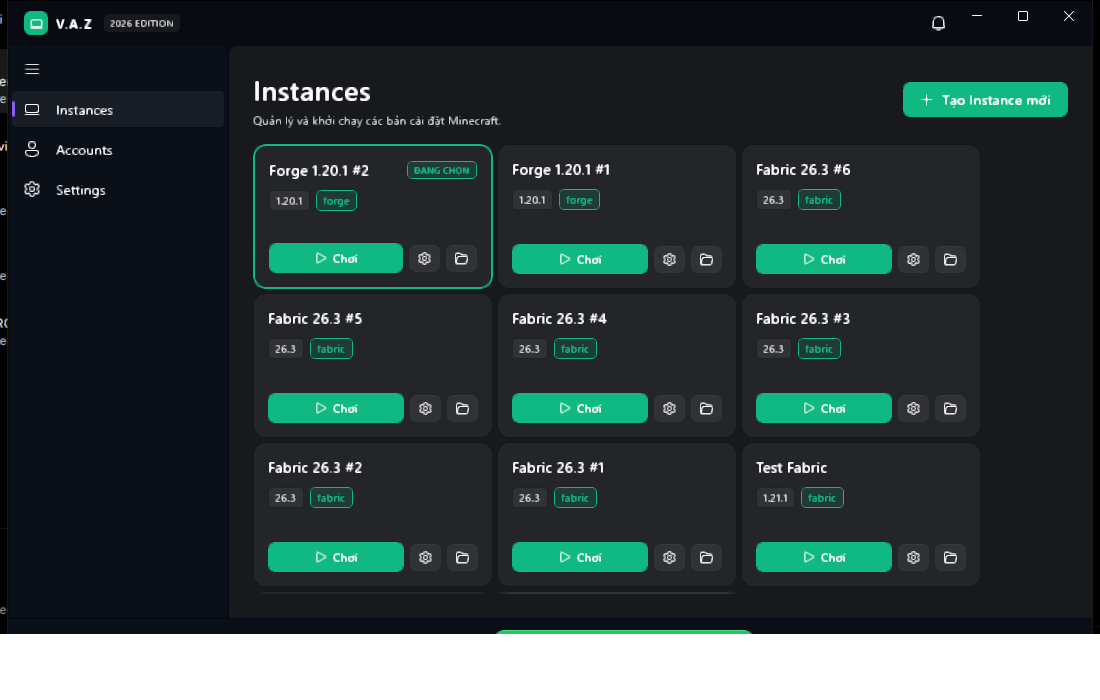 V.A.Z 2026 EDITION
Instances
Accounts
Settings
Instances
Quản lý và khởi chạy các bản cài đặt Minecraft.
+ Tạo Instance mới
Forge 1.20.1 #2 ĐANG CHỌN
1.20.1 forge
Chơi
Forge 1.20.1 #1
1.20.1 forge
Chơi
Fabric 26.3 #6
26.3 fabric
Chơi
Fabric 26.3 #5
26.3 fabric
Chơi
Fabric 26.3 #4
26.3 fabric
Chơi
Fabric 26.3 #3
26.3 fabric
Chơi
Fabric 26.3 #2
26.3 fabric
Chơi
Fabric 26.3 #1
26.3 fabric
Chơi
Test Fabric
1.21.1 fabric
Chơi